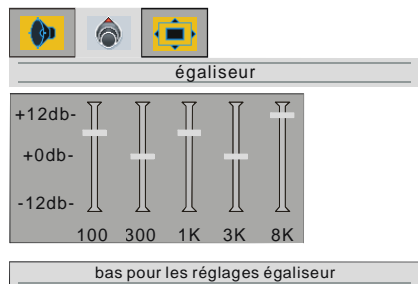 égaliseur
+12db-
+0db-
-12db-
100 300 1K 3K 8K
bas pour les réglages égaliseur